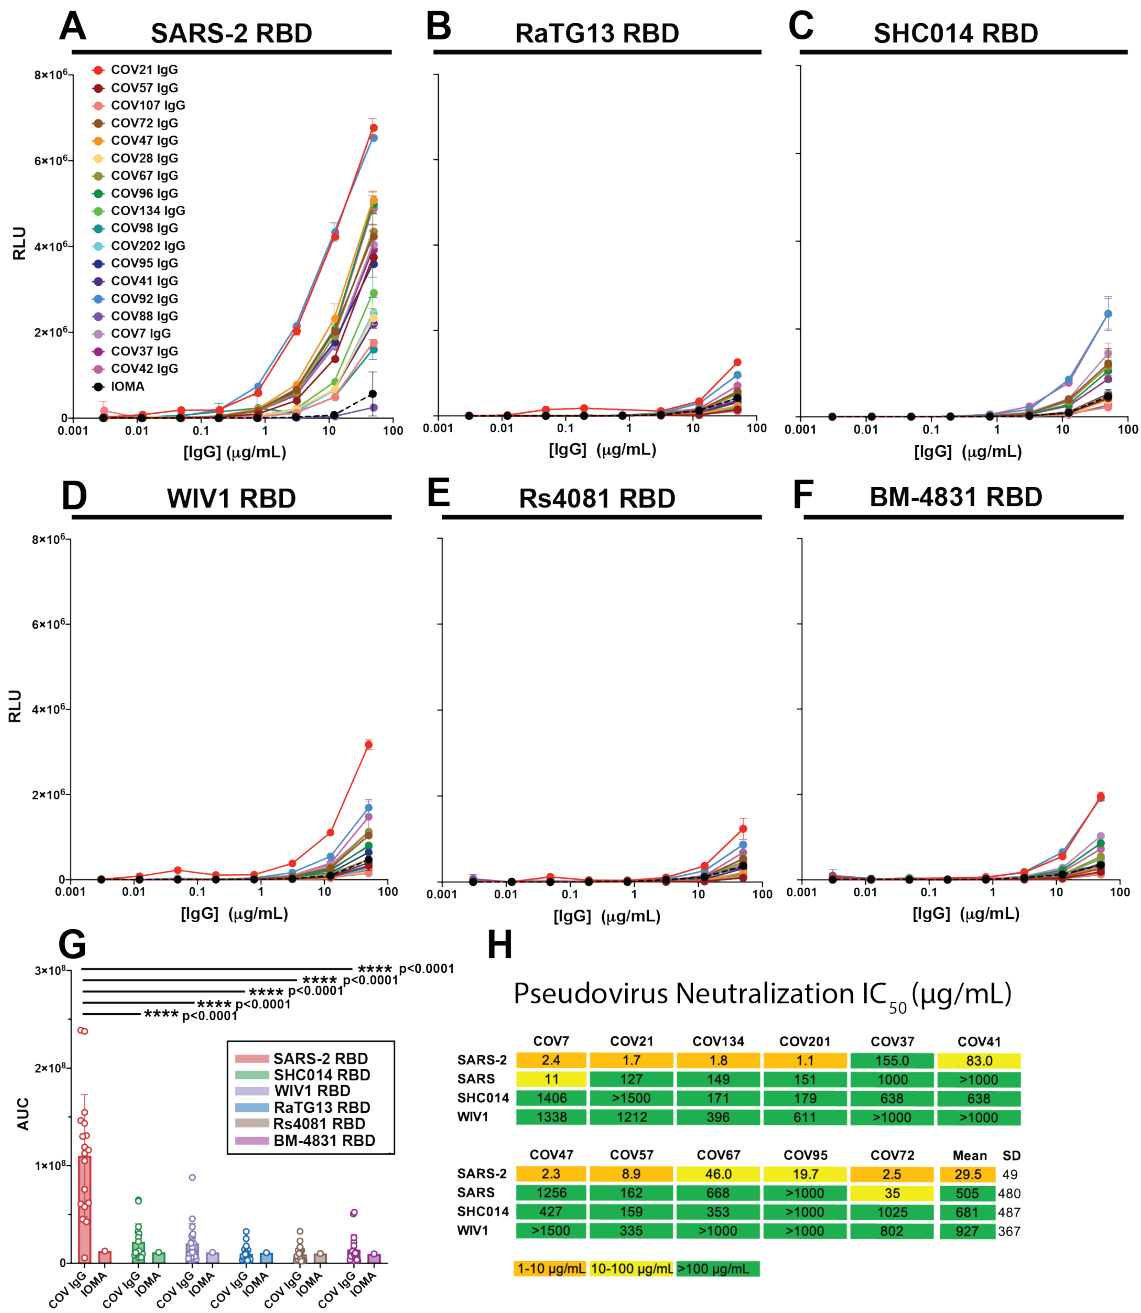 A SARS-2 RBD
B RaTG13 RBD
C SHC014 RBD
COV21 IgG
COV57 IgG
COV107 IgG
COV72 IgG
COV47 IgG
COV28 IgG
COV67 IgG
COV96 IgG
COV134 IgG
COV98 IgG
COV202 IgG
COV95 IgG
COV41 IgG
COV92 IgG
COV88 IgG
COV7 IgG
COV37 IgG
COV42 IgG
IOMA
RLU
8×10⁶
6×10⁶
4×10⁶
2×10⁶
0
0.001 0.01 0.1 1 10 100
[IgG] (μg/mL)
0.001 0.01 0.1 1 10 100
[IgG] (μg/mL)
0.001 0.01 0.1 1 10 100
[IgG] (μg/mL)
D WIV1 RBD
E Rs4081 RBD
F BM-4831 RBD
RLU
8×10⁶
6×10⁶
4×10⁶
2×10⁶
0
0.001 0.01 0.1 1 10 100
[IgG] (μg/mL)
0.001 0.01 0.1 1 10 100
[IgG] (μg/mL)
0.001 0.01 0.1 1 10 100
[IgG] (μg/mL)
G
AUC
3×10⁸
2×10⁸
1×10⁸
0
**** p<0.0001
**** p<0.0001
**** p<0.0001
**** p<0.0001
**** p<0.0001
SARS-2 RBD
SHC014 RBD
WIV1 RBD
RaTG13 RBD
Rs4081 RBD
BM-4831 RBD
COV IgG IOMA COV IgG IOMA COV IgG IOMA COV IgG IOMA COV IgG IOMA COV IgG IOMA
H
Pseudovirus Neutralization IC50 (μg/mL)
COV7 COV21 COV134 COV201 COV37 COV41
SARS-2 2.4 1.7 1.8 1.1 155.0 83.0
SARS 11 127 149 151 1000 >1000
SHC014 1406 >1500 171 179 638 638
WIV1 1338 1212 396 611 >1000 >1000
COV47 COV57 COV67 COV95 COV72 Mean SD
SARS-2 2.3 8.9 46.0 19.7 2.5 29.5 49
SARS 1256 162 668 >1000 35 505 480
SHC014 427 159 353 >1000 1025 681 487
WIV1 >1500 335 >1000 >1000 802 927 367
1-10 μg/mL 10-100 μg/mL >100 μg/mL